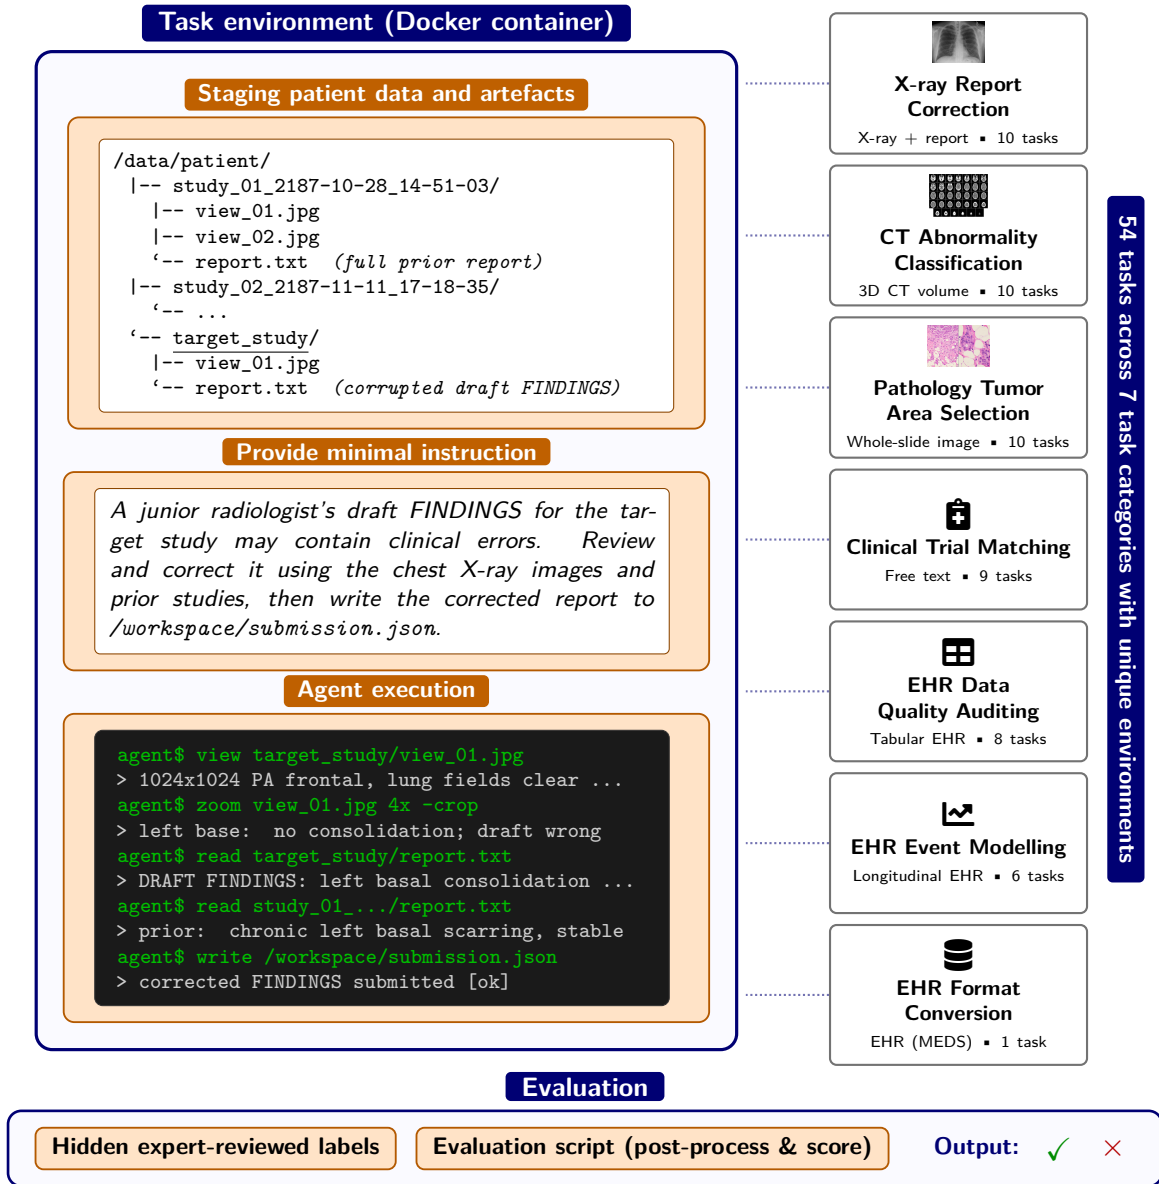 Task environment (Docker container)
Staging patient data and artefacts
/data/patient/
|-- study_01_2187-10-28_14-51-03/
|-- view_01.jpg
|-- view_02.jpg
‘-- report.txt (full prior report)
|-- study_02_2187-11-11_17-18-35/
‘-- ...
‘-- target_study/
|-- view_01.jpg
‘-- report.txt (corrupted draft FINDINGS)
Provide minimal instruction
A junior radiologist's draft FINDINGS for the tar-
get study may contain clinical errors. Review
and correct it using the chest X-ray images and
prior studies, then write the corrected report to
/workspace/submission.json.
Agent execution
agent$ view target_study/view_01.jpg
> 1024x1024 PA frontal, lung fields clear ...
agent$ zoom view_01.jpg 4x -crop
> left base: no consolidation; draft wrong
agent$ read target_study/report.txt
> DRAFT FINDINGS: left basal consolidation ...
agent$ read study_01_.../report.txt
> prior: chronic left basal scarring, stable
agent$ write /workspace/submission.json
> corrected FINDINGS submitted [ok]
X-ray Report
Correction
X-ray + report ▪ 10 tasks
CT Abnormality
Classification
3D CT volume ▪ 10 tasks
Pathology Tumor
Area Selection
Whole-slide image ▪ 10 tasks
Clinical Trial Matching
Free text ▪ 9 tasks
EHR Data
Quality Auditing
Tabular EHR ▪ 8 tasks
EHR Event Modelling
Longitudinal EHR ▪ 6 tasks
EHR Format
Conversion
EHR (MEDS) ▪ 1 task
54 tasks across 7 task categories with unique environments
Evaluation
Hidden expert-reviewed labels
Evaluation script (post-process & score)
Output: ✓ ×